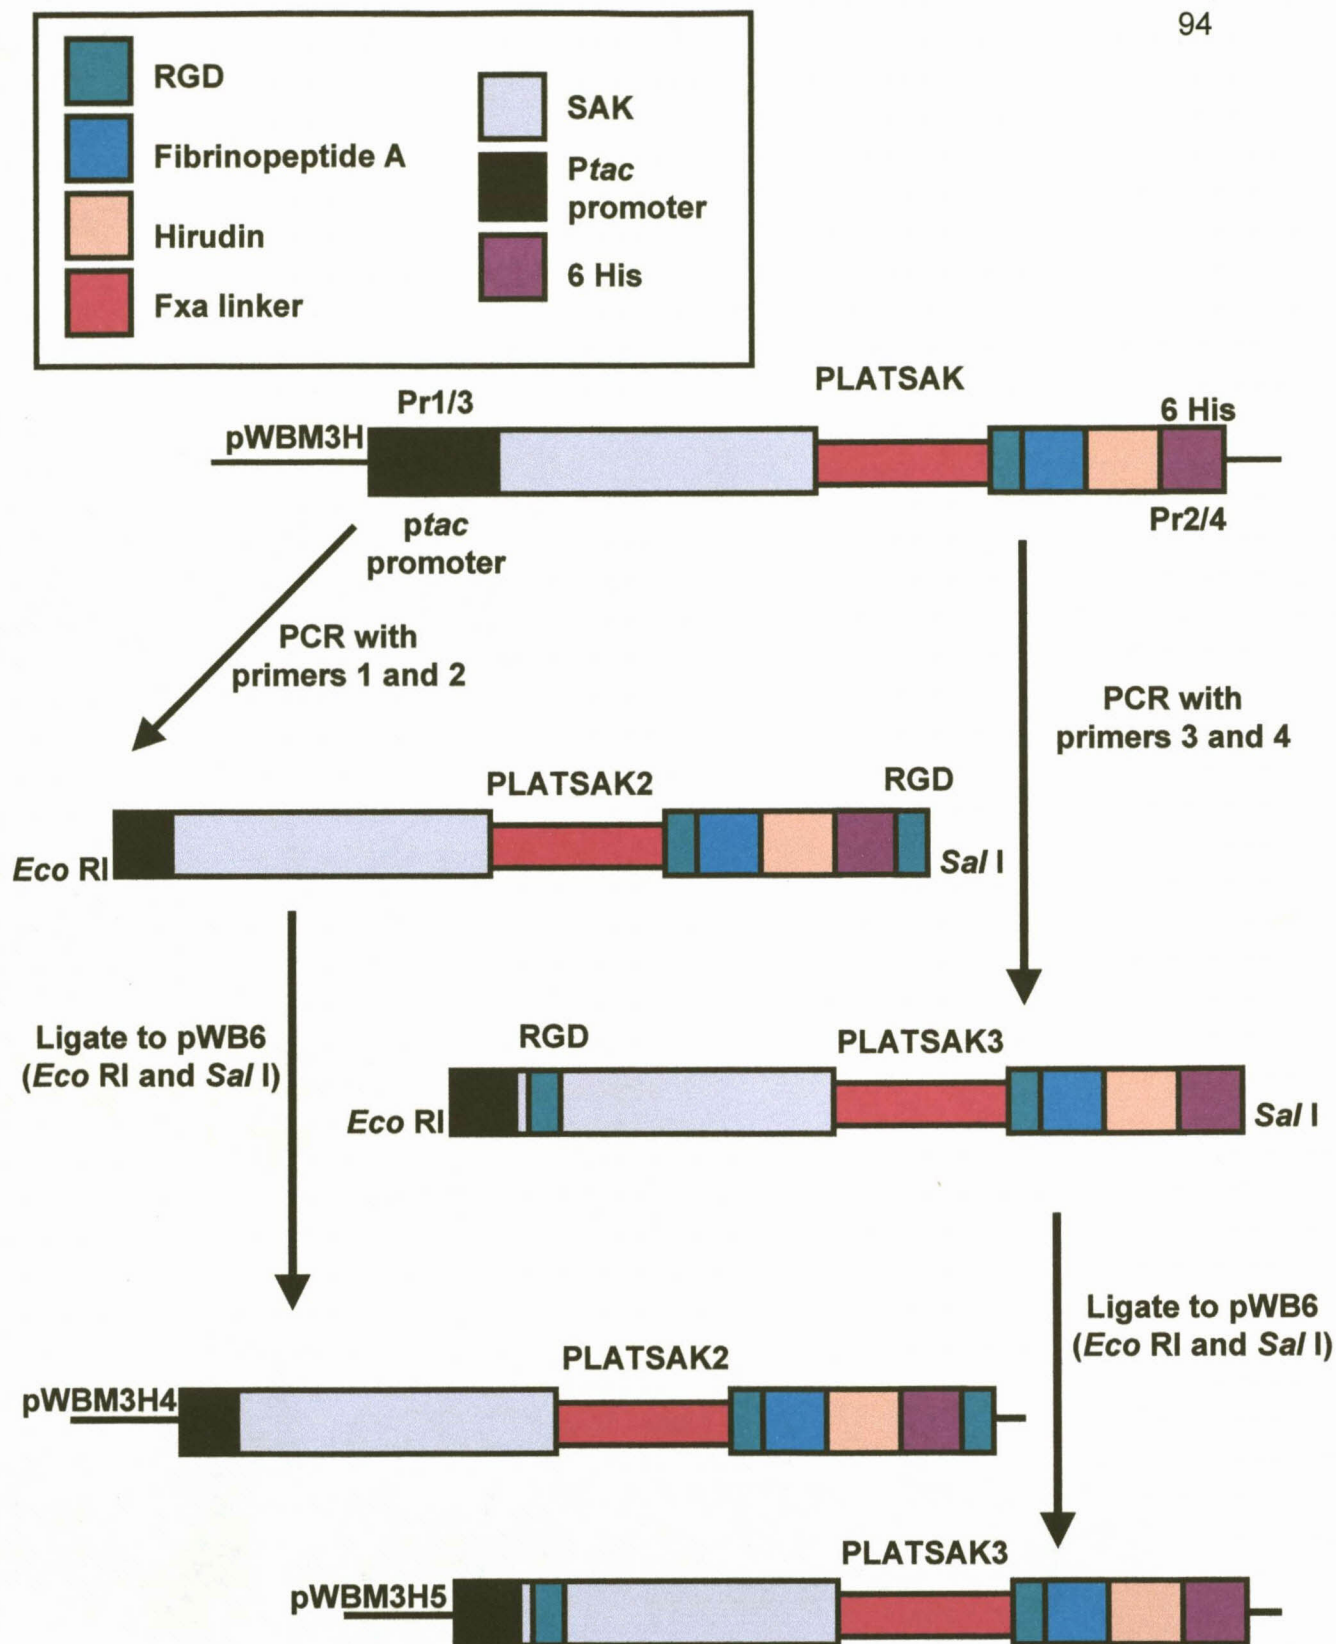 94
RGD
Fibrinopeptide A
Hirudin
Fxa linker
SAK
Ptac
promoter
6 His
PLATSAK
Pr1/3
6 His
pWBM3H
Pr2/4
ptac
promoter
PCR with
primers 1 and 2
PCR with
primers 3 and 4
PLATSAK2
RGD
Eco RI
Sal I
Ligate to pWB6
(Eco RI and Sal I)
RGD
PLATSAK3
Eco RI
Sal I
Ligate to pWB6
(Eco RI and Sal I)
PLATSAK2
pWBM3H4
PLATSAK3
pWBM3H5